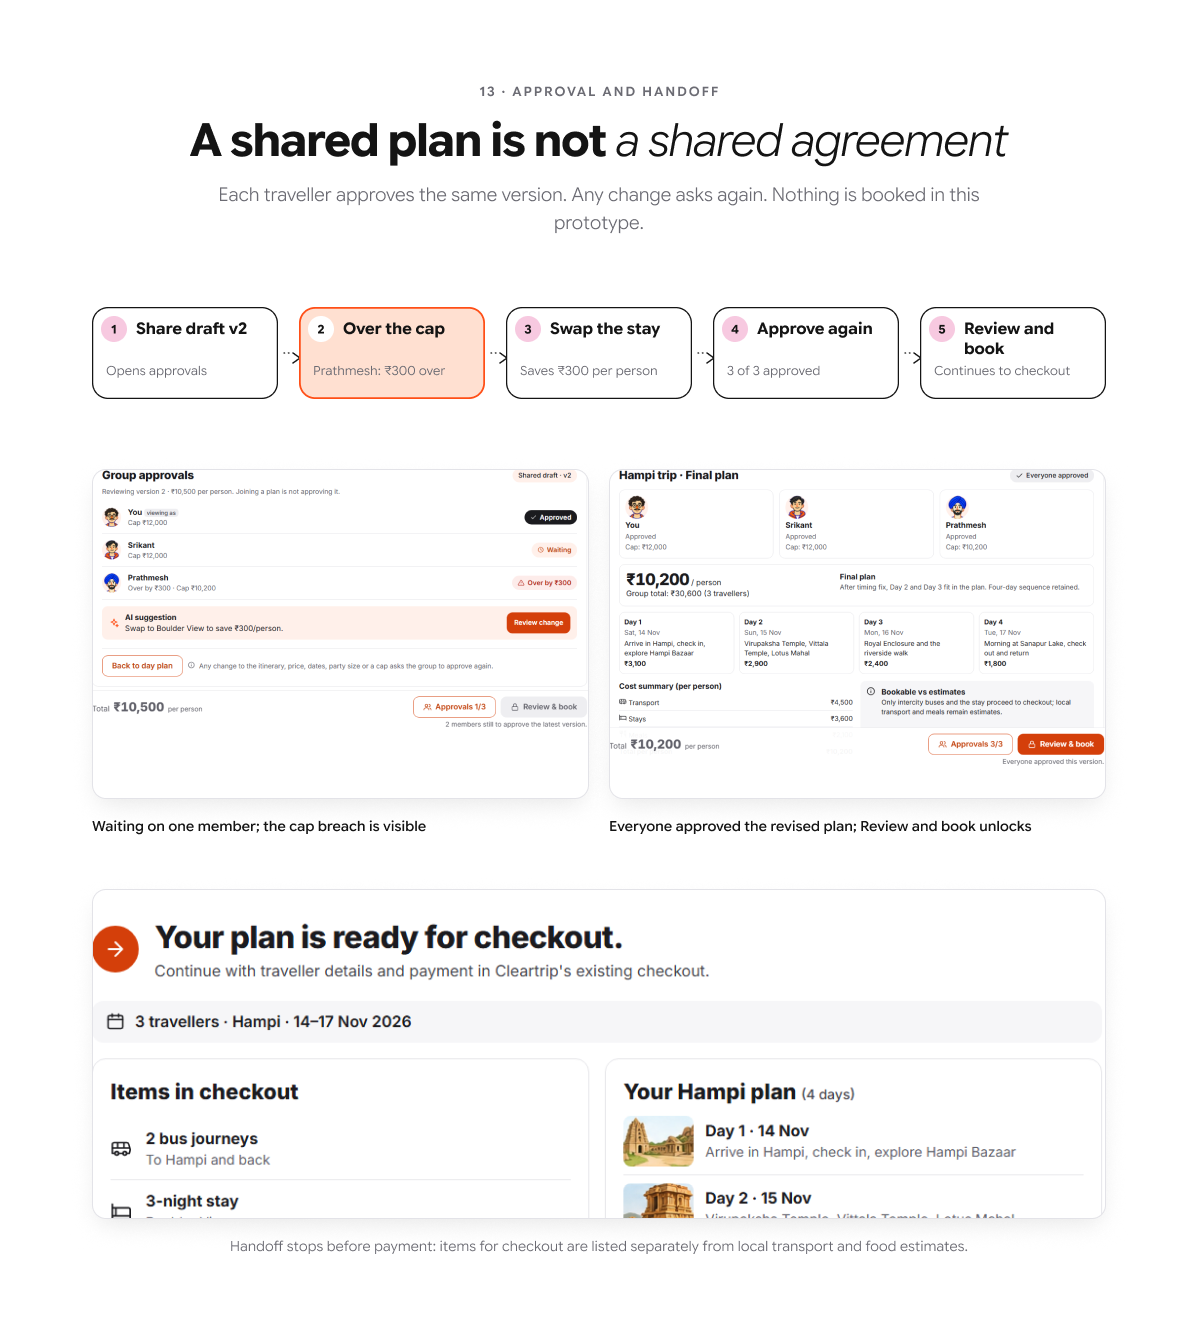 13 · APPROVAL AND HANDOFF
A shared plan is not a shared agreement
Each traveller approves the same version. Any change asks again. Nothing is booked in this
prototype.
1 Share draft v2
Opens approvals
2 Over the cap
Prathmesh: ₹300 over
3 Swap the stay
Saves ₹300 per person
4 Approve again
3 of 3 approved
5 Review and
book
Continues to checkout
Group approvals
Shared draft · v2
Reviewing version 2 · ₹10,500 per person. Joining a plan is not approving it.
You viewing as
Cap ₹12,000
Approved
Srikant
Cap ₹12,000
Waiting
Prathmesh
Over by ₹300 · Cap ₹10,200
Over by ₹300
AI suggestion
Swap to Boulder View to save ₹300/person.
Review change
Back to day plan
Any change to the itinerary, price, dates, party size or a cap asks the group to approve again.
Total ₹10,500 per person
Approvals 1/3
Review & book
2 members still to approve the latest version.
Waiting on one member; the cap breach is visible
Hampi trip · Final plan
Everyone approved
You
Approved
Cap: ₹12,000
Srikant
Approved
Cap: ₹12,000
Prathmesh
Approved
Cap: ₹10,200
₹10,200 / person
Group total: ₹30,600 (3 travellers)
Final plan
After timing fix, Day 2 and Day 3 fit in the plan. Four-day sequence retained.
Day 1
Sat, 14 Nov
Arrive in Hampi, check in,
explore Hampi Bazaar
₹3,100
Day 2
Sun, 15 Nov
Virupaksha Temple, Vittala
Temple, Lotus Mahal
₹2,900
Day 3
Mon, 16 Nov
Royal Enclosure and the
riverside walk
₹2,400
Day 4
Tue, 17 Nov
Morning at Sanapur Lake, check
out and return
₹1,800
Cost summary (per person)
Transport ₹4,500
Stays ₹3,600
Bookable vs estimates
Only intercity buses and the stay proceed to checkout; local
transport and meals remain estimates.
Total ₹10,200 per person
Approvals 3/3
Review & book
Everyone approved this version.
Everyone approved the revised plan; Review and book unlocks
Your plan is ready for checkout.
Continue with traveller details and payment in Cleartrip's existing checkout.
3 travellers · Hampi · 14–17 Nov 2026
Items in checkout
2 bus journeys
To Hampi and back
3-night stay
Your Hampi plan (4 days)
Day 1 · 14 Nov
Arrive in Hampi, check in, explore Hampi Bazaar
Day 2 · 15 Nov
Virupaksha Temple, Vittala Temple, Lotus Mahal
Handoff stops before payment: items for checkout are listed separately from local transport and food estimates.